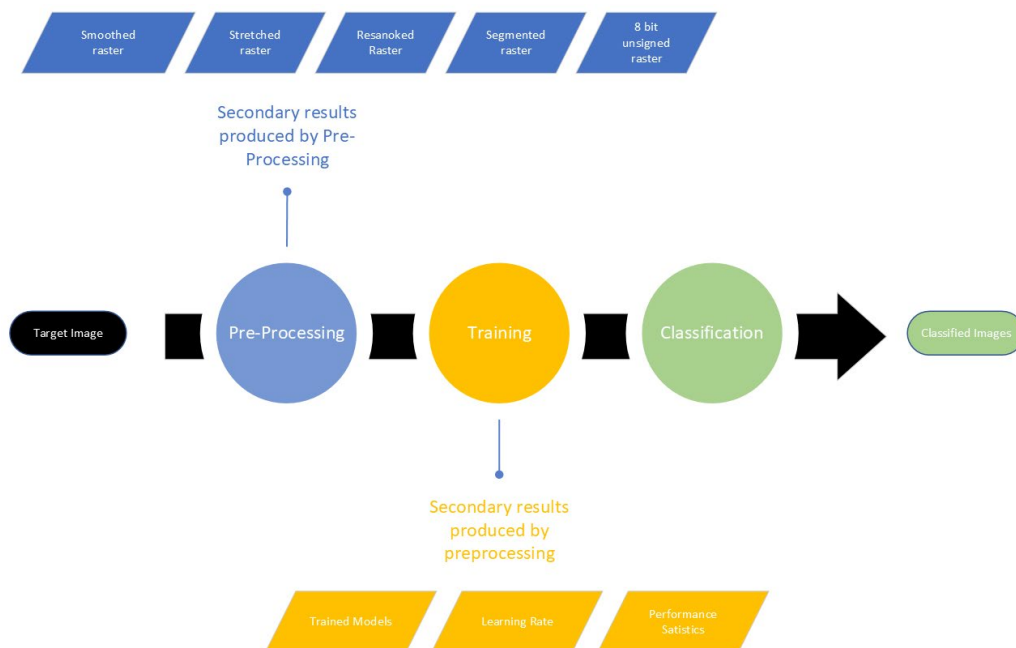 Smoothed
raster
Stretched
raster
Resanoked
Raster
Segmented
raster
8 bit
unsigned
raster
Secondary results
produced by Pre-
Processing
Target Image
Pre-Processing
Training
Classification
Classified Images
Secondary results
produced by
preprocessing
Trained Models
Learning Rate
Performance
Satistics